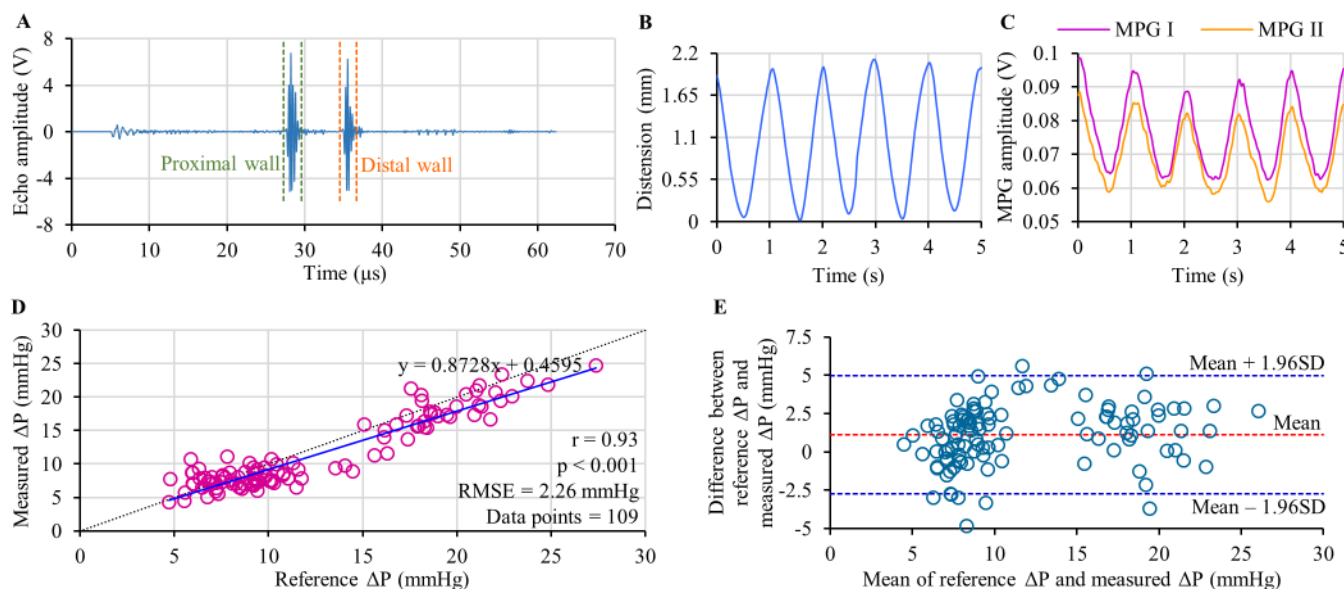 A
Echo amplitude (V)
8
4
0
-4
-8
Proximal wall
Distal wall
0
10
20
30
40
50
60
70
Time (µs)
B
Distension (mm)
2.2
1.65
1.1
0.55
0
0
1
2
3
4
5
Time (s)
C
MPG I
MPG II
MPG amplitude (V)
0.1
0.09
0.08
0.07
0.06
0.05
0
1
2
3
4
5
Time (s)
D
Measured ΔP (mmHg)
30
25
20
15
10
5
0
y = 0.8728x + 0.4595
r = 0.93
p < 0.001
RMSE = 2.26 mmHg
Data points = 109
0
5
10
15
20
25
30
Reference ΔP (mmHg)
E
Difference between
reference ΔP and
measured ΔP (mmHg)
7.5
5
2.5
0
-2.5
-5
Mean + 1.96SD
Mean
Mean – 1.96SD
0
5
10
15
20
25
30
Mean of reference ΔP and measured ΔP (mmHg)